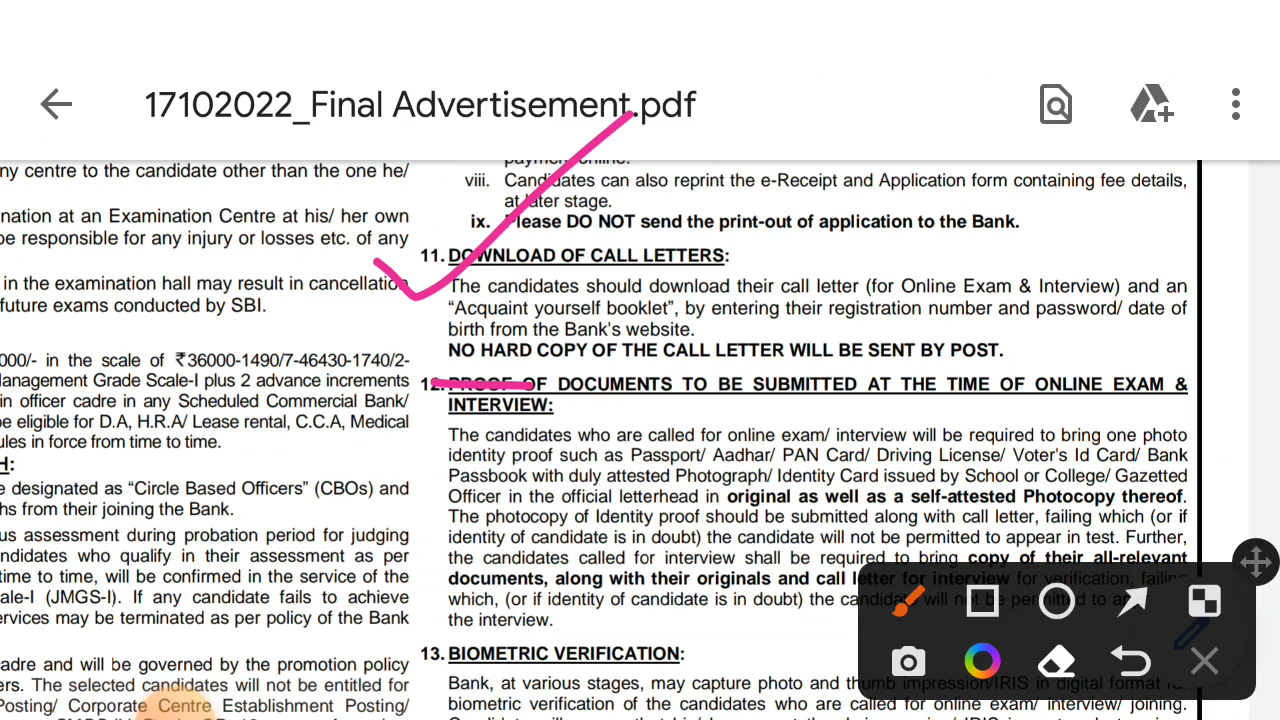 17102022_Final Advertisement.pdf
ny centre to the candidate other than the one he/
nation at an Examination Centre at his/ her own
be responsible for any injury or losses etc. of any
in the examination hall may result in cancellation
future exams conducted by SBI.
000/- in the scale of ₹36000-1490/7-46430-1740/2-
lanagement Grade Scale-I plus 2 advance increments
in officer cadre in any Scheduled Commercial Bank/
be eligible for D.A, H.R.A/ Lease rental, C.C.A, Medical
ules in force from time to time.
H:
e designated as “Circle Based Officers” (CBOs) and
hs from their joining the Bank.
us assessment during probation period for judging
andidates who qualify in their assessment as per
time to time, will be confirmed in the service of the
ale-I (JMGS-I). If any candidate fails to achieve
ervices may be terminated as per policy of the Bank
cadre and will be governed by the promotion policy
ers. The selected candidates will not be entitled for
Posting/ Corporate Centre Establishment Posting/
payment online.
viii. Candidates can also reprint the e-Receipt and Application form containing fee details,
at later stage.
ix. Please DO NOT send the print-out of application to the Bank.
11. DOWNLOAD OF CALL LETTERS:
The candidates should download their call letter (for Online Exam & Interview) and an
“Acquaint yourself booklet”, by entering their registration number and password/ date of
birth from the Bank's website.
NO HARD COPY OF THE CALL LETTER WILL BE SENT BY POST.
12. PROOF OF DOCUMENTS TO BE SUBMITTED AT THE TIME OF ONLINE EXAM &
INTERVIEW:
The candidates who are called for online exam/ interview will be required to bring one photo
identity proof such as Passport/ Aadhar/ PAN Card/ Driving License/ Voter's Id Card/ Bank
Passbook with duly attested Photograph/ Identity Card issued by School or College/ Gazetted
Officer in the official letterhead in original as well as a self-attested Photocopy thereof.
The photocopy of Identity proof should be submitted along with call letter, failing which (or if
identity of candidate is in doubt) the candidate will not be permitted to appear in test. Further,
the candidates called for interview shall be required to bring copy of their all-relevant
documents, along with their originals and call letter for interview for verification, failing
which, (or if identity of candidate is in doubt) the candidate will not be permitted to
the interview.
13. BIOMETRIC VERIFICATION:
Bank, at various stages, may capture photo and thumb impression/IRIS in digital format for
biometric verification of the candidates who are called for online exam/ interview/ joining.